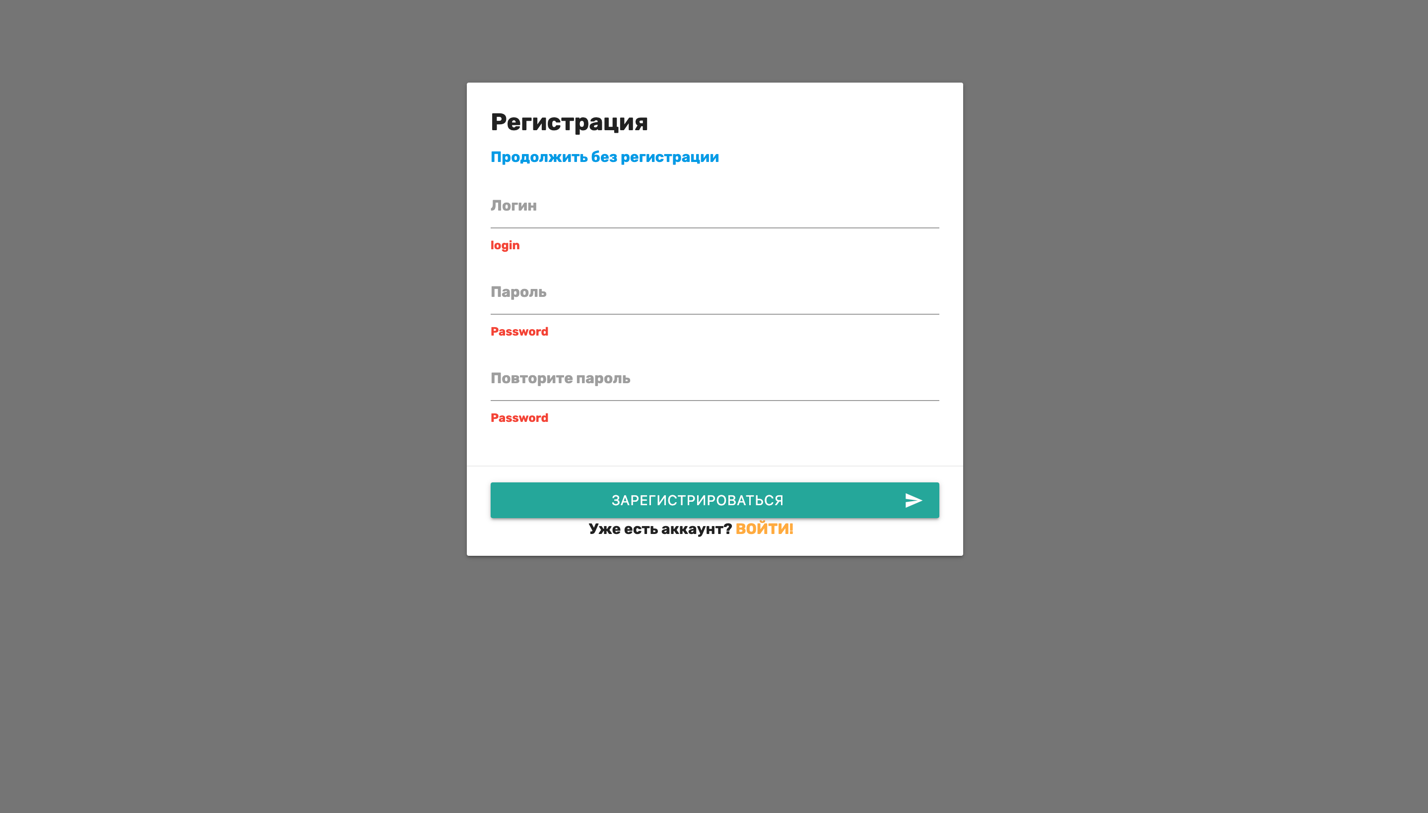 Регистрация
Продолжить без регистрации
Логин
login
Пароль
Password
Повторите пароль
Password
ЗАРЕГИСТРИРОВАТЬСЯ
Уже есть аккаунт? ВОЙТИ!